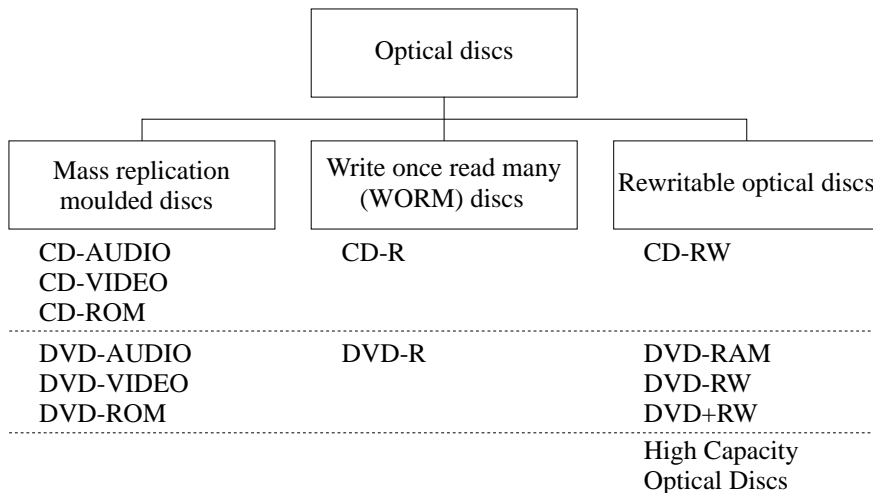 Optical discs
Mass replication
moulded discs
Write once read many
(WORM) discs
Rewritable optical discs
CD-AUDIO
CD-VIDEO
CD-ROM
CD-R
CD-RW
DVD-AUDIO
DVD-VIDEO
DVD-ROM
DVD-R
DVD-RAM
DVD-RW
DVD+RW
High Capacity
Optical Discs